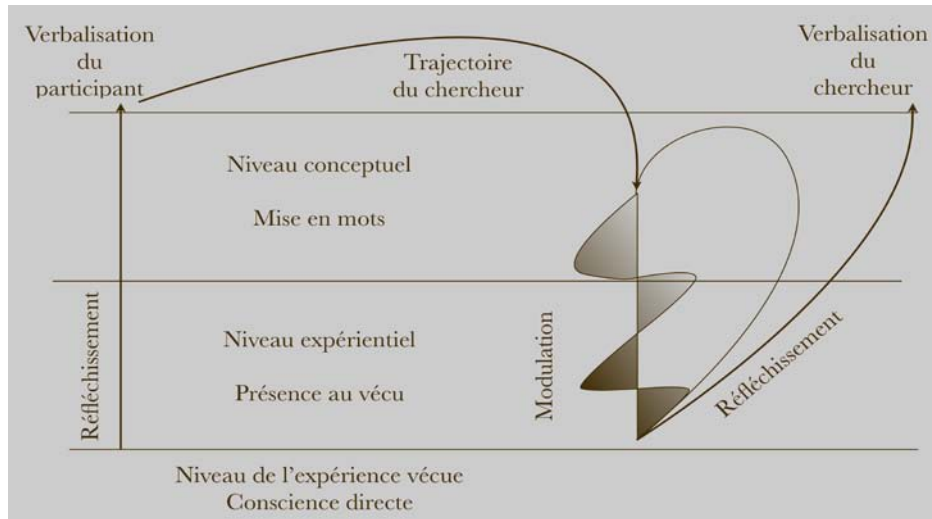 Verbalisation
du
participant
Trajectoire
du chercheur
Verbalisation
du
chercheur
Niveau conceptuel
Mise en mots
Réfléchissement
Niveau expérientiel
Présence au vécu
Modulation
Réfléchissement
Niveau de l'expérience vécue
Conscience directe